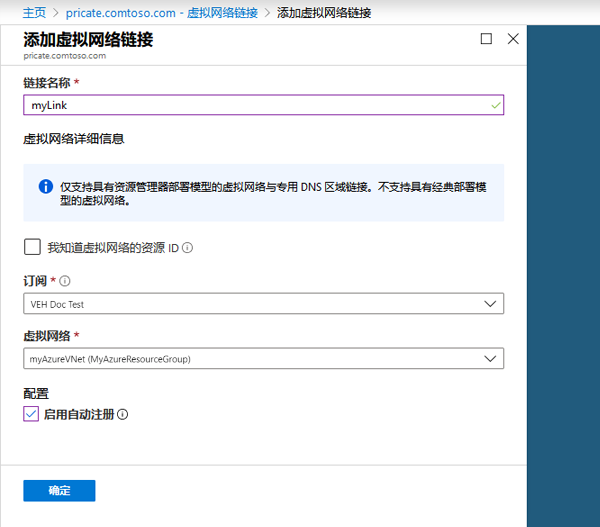 主页 > pricate.comtoso.com - 虚拟网络链接 > 添加虚拟网络链接
添加虚拟网络链接
pricate.comtoso.com
链接名称 *
myLink
虚拟网络详细信息
仅支持具有资源管理器部署模型的虚拟网络与专用 DNS 区域链接。不支持具有经典部署模
型的虚拟网络。
我知道虚拟网络的资源 ID
订阅 *
VEH Doc Test
虚拟网络 *
myAzureVNet (MyAzureResourceGroup)
配置
启用自动注册
确定